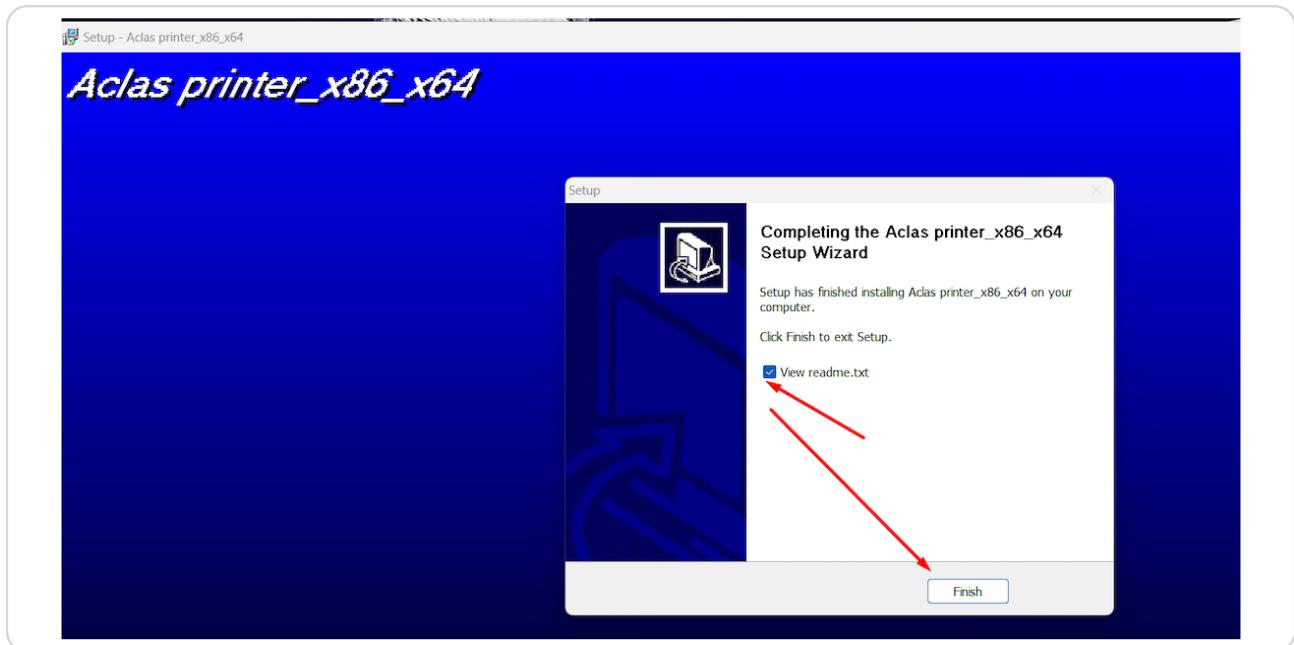 Setup - Aclas printer_x86_x64
Aclas printer_x86_x64
Setup
Completing the Aclas printer_x86_x64
Setup Wizard
Setup has finished instaling Aclas printer_x86_x64 on your
computer.
Click Finish to exit Setup.
View readme.txt
Finish